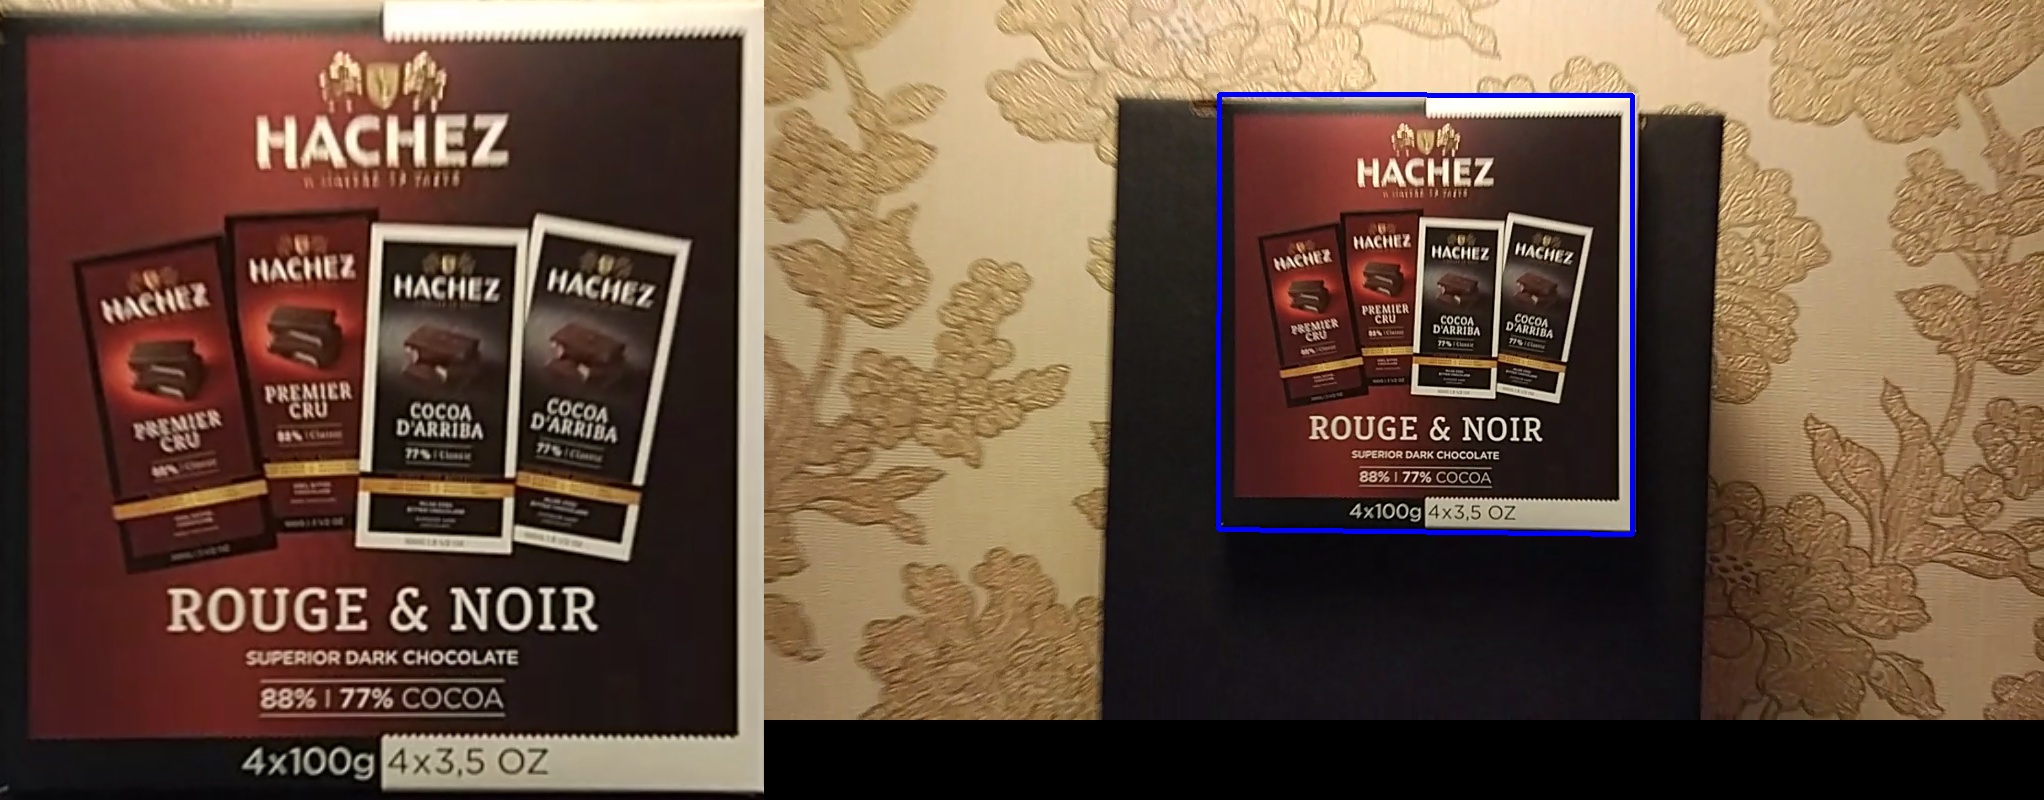 HACHEZ
HACHEZ
PREMIER
CRU
88% | Classic
HACHEZ
PREMIER
CRU
88% | Classic
HACHEZ
COCOA
D'ARRIBA
77% | Classic
HACHEZ
COCOA
D'ARRIBA
77% | Classic
ROUGE & NOIR
SUPERIOR DARK CHOCOLATE
88% | 77% COCOA
4x100g 4x3,5 OZ
HACHEZ
HACHEZ
PREMIER
CRU
88% | Classic
HACHEZ
PREMIER
CRU
88% | Classic
HACHEZ
COCOA
D'ARRIBA
77% | Classic
HACHEZ
COCOA
D'ARRIBA
77% | Classic
ROUGE & NOIR
SUPERIOR DARK CHOCOLATE
88% | 77% COCOA
4x100g 4x3,5 OZ